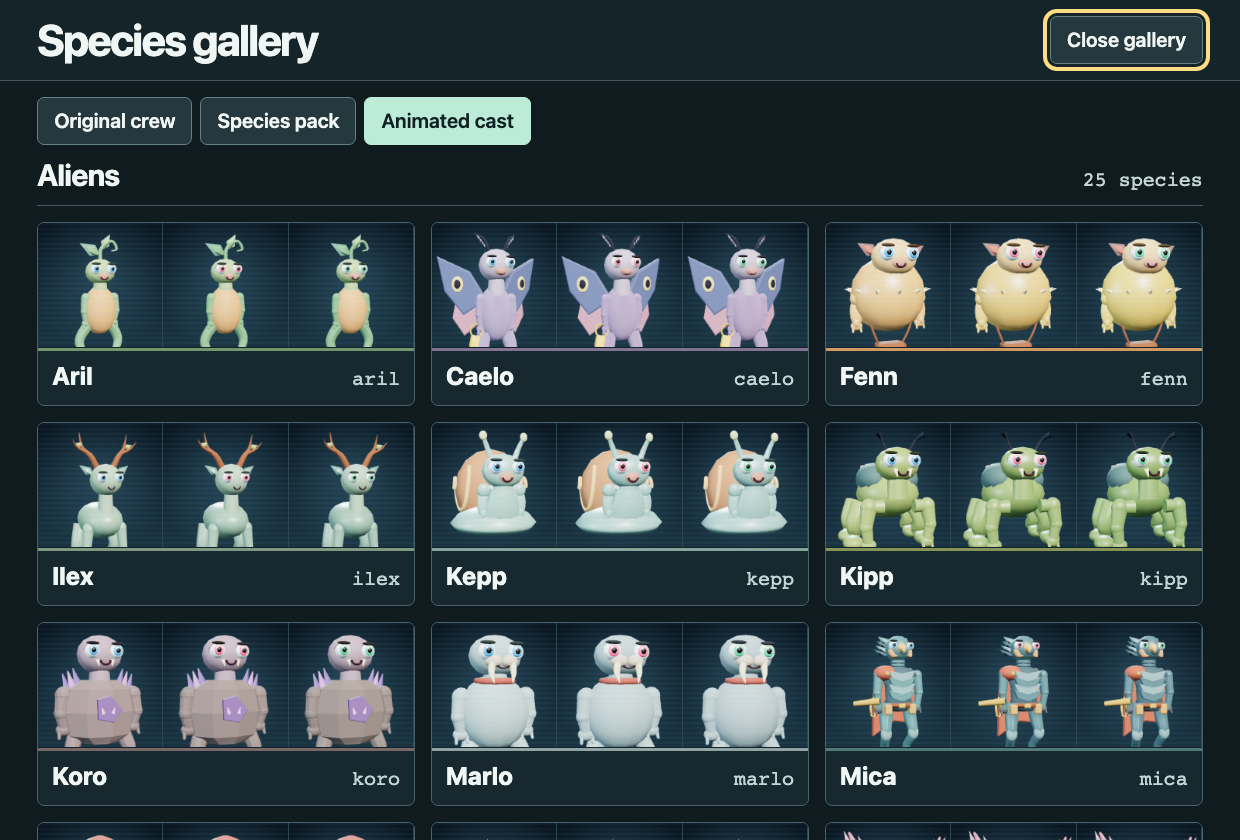 Species gallery
Close gallery
Original crew
Species pack
Animated cast
Aliens
25 species
Aril
aril
Caelo
caelo
Fenn
fenn
Ilex
ilex
Kepp
kepp
Kipp
kipp
Koro
koro
Marlo
marlo
Mica
mica